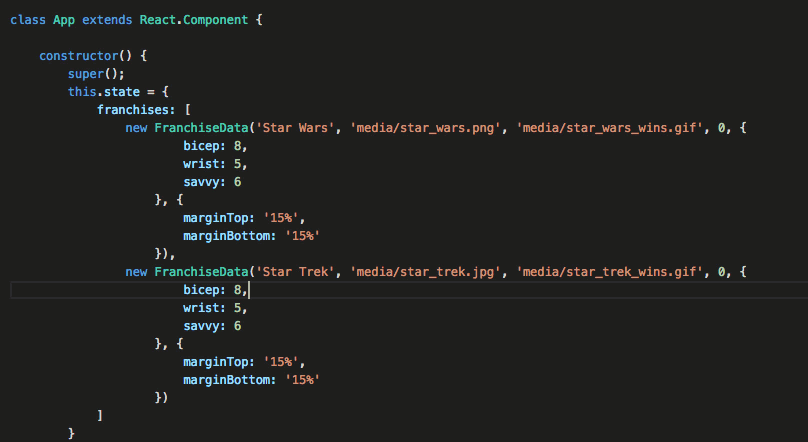 class App extends React.Component {
constructor() {
super();
this.state = {
franchises: [
new FranchiseData('Star Wars', 'media/star_wars.png', 'media/star_wars_wins.gif', 0, {
bicep: 8,
wrist: 5,
savvy: 6
}, {
marginTop: '15%',
marginBottom: '15%'
}),
new FranchiseData('Star Trek', 'media/star_trek.jpg', 'media/star_trek_wins.gif', 0, {
bicep: 8,
wrist: 5,
savvy: 6
}, {
marginTop: '15%',
marginBottom: '15%'
})
]
}